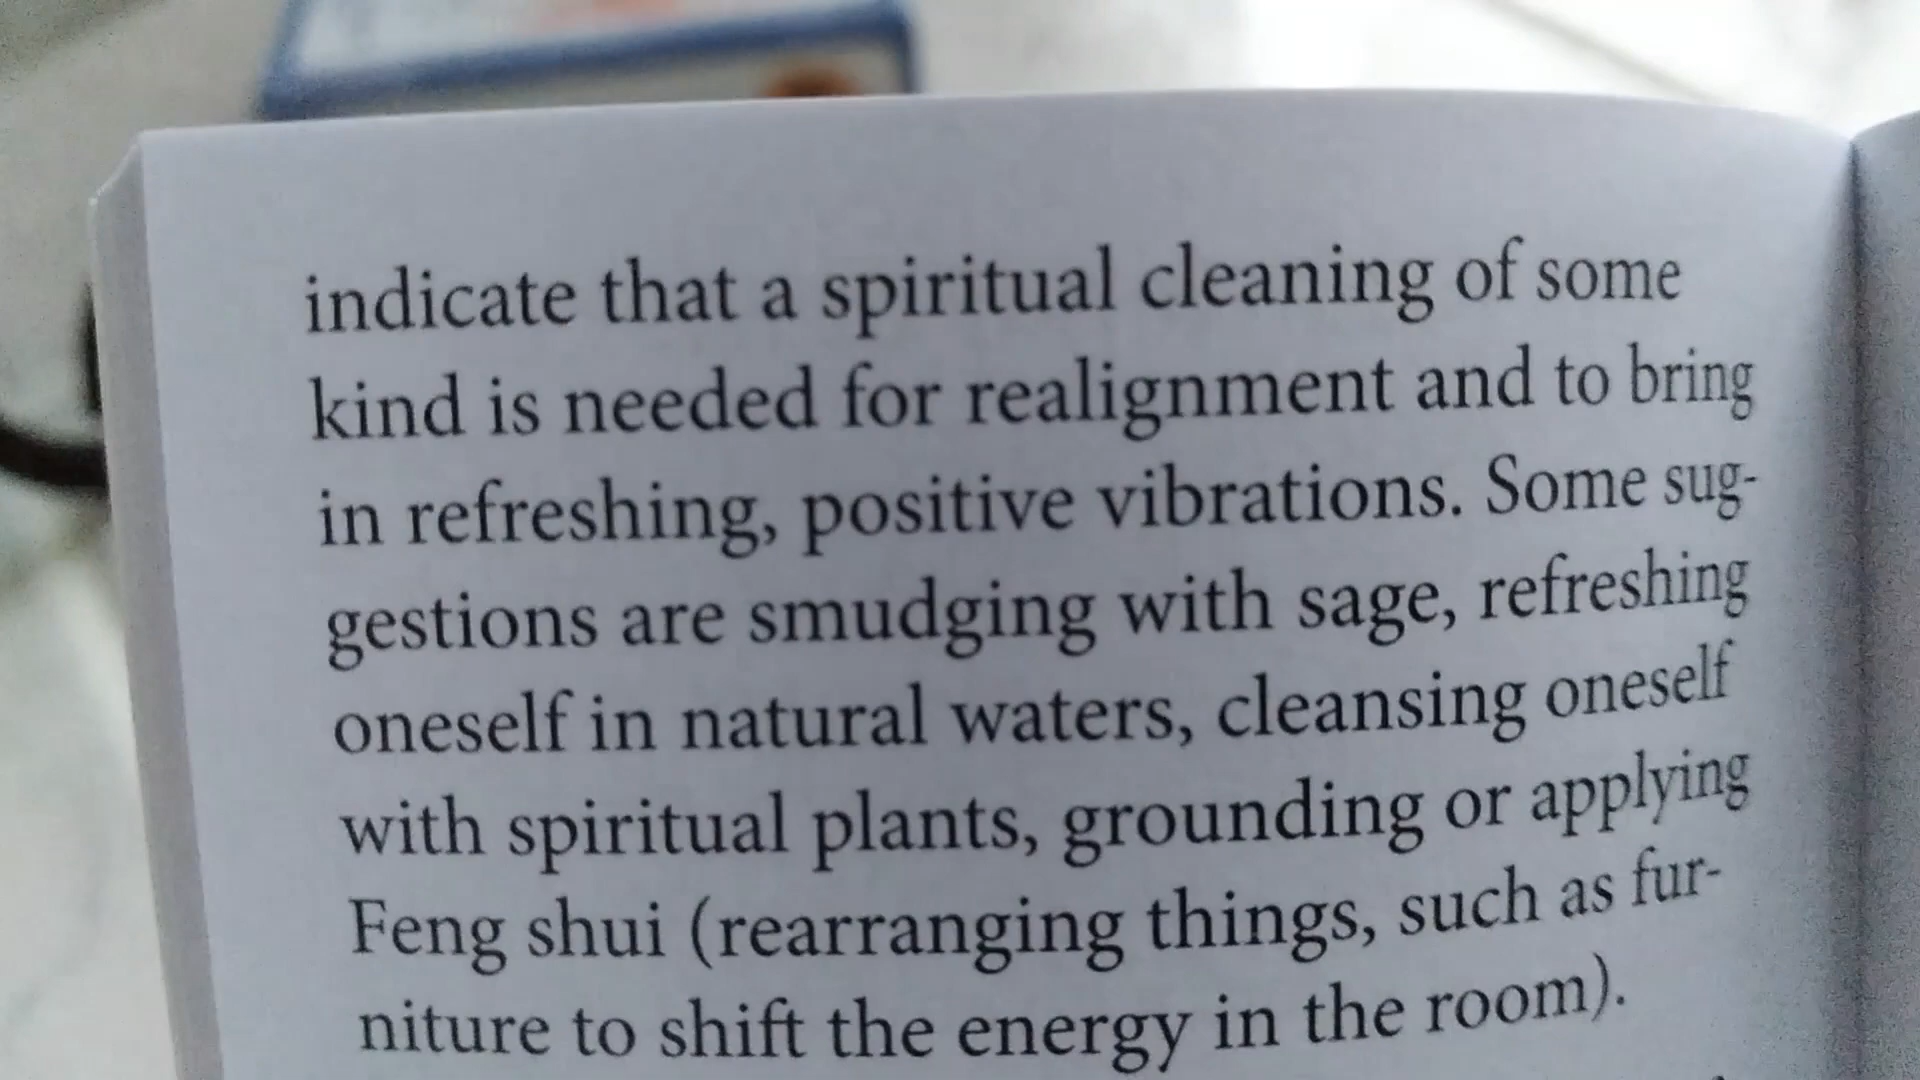 indicate that a spiritual cleaning of some
kind is needed for realignment and to bring
in refreshing, positive vibrations. Some sug-
gestions are smudging with sage, refreshing
oneself in natural waters, cleansing oneself
with spiritual plants, grounding or applying
Feng shui (rearranging things, such as fur-
niture to shift the energy in the room).